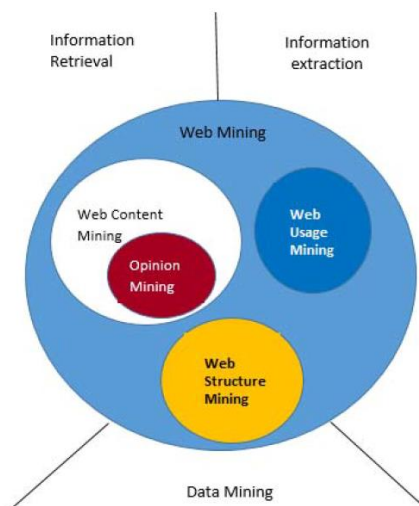 Information
Retrieval
Information
extraction
Web Mining
Web Content
Mining
Web
Usage
Mining
Opinion
Mining
Web
Structure
Mining
Data Mining